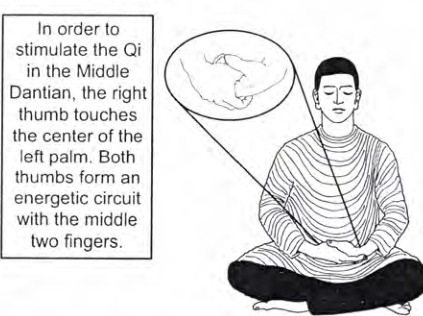 In order to
stimulate the Qi
in the Middle
Dantian, the right
thumb touches
the center of the
left palm. Both
thumbs form an
energetic circuit
with the middle
two fingers.